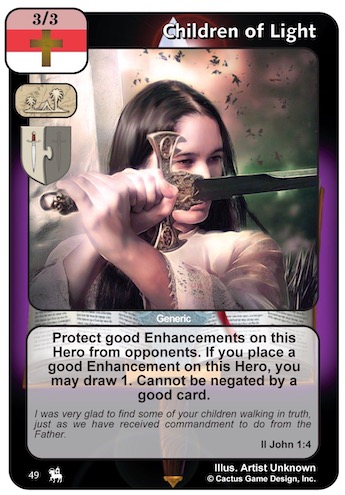 3/3
Children of Light
Generic
Protect good Enhancements on this
Hero from opponents. If you place a
good Enhancement on this Hero, you
may draw 1. Cannot be negated by a
good card.
I was very glad to find some of your children walking in truth,
just as we have received commandment to do from the
Father.
II John 1:4
49
Illus. Artist Unknown
© Cactus Game Design, Inc.